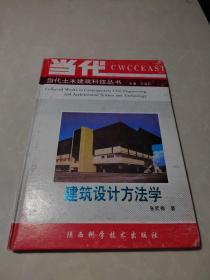 当代
CWCCEAST
当代土木建筑科技丛书
Collected Works in Contemporary Civil Engineering
and Architectural Science and Technology
建筑设计方法学
著
陕西科学技术出版社